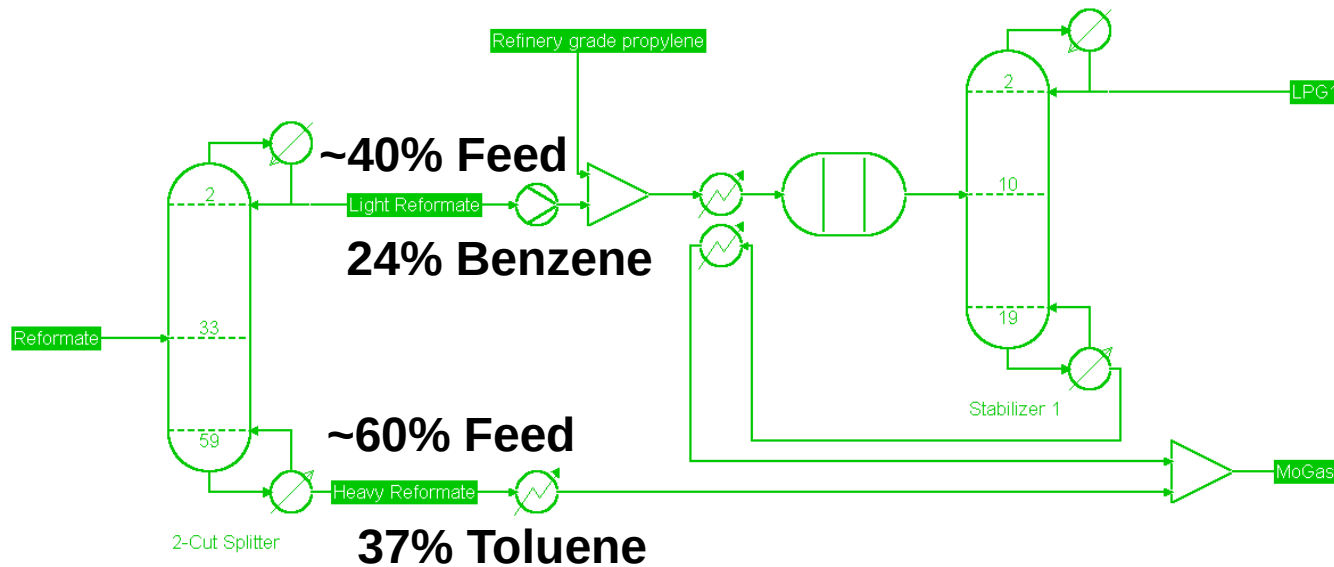 Refinery grade propylene
2
LPG1
~40% Feed
2
Light Reformate
10
24% Benzene
Reformate
33
19
Stabilizer 1
~60% Feed
59
MoGas
Heavy Reformate
2-Cut Splitter
37% Toluene